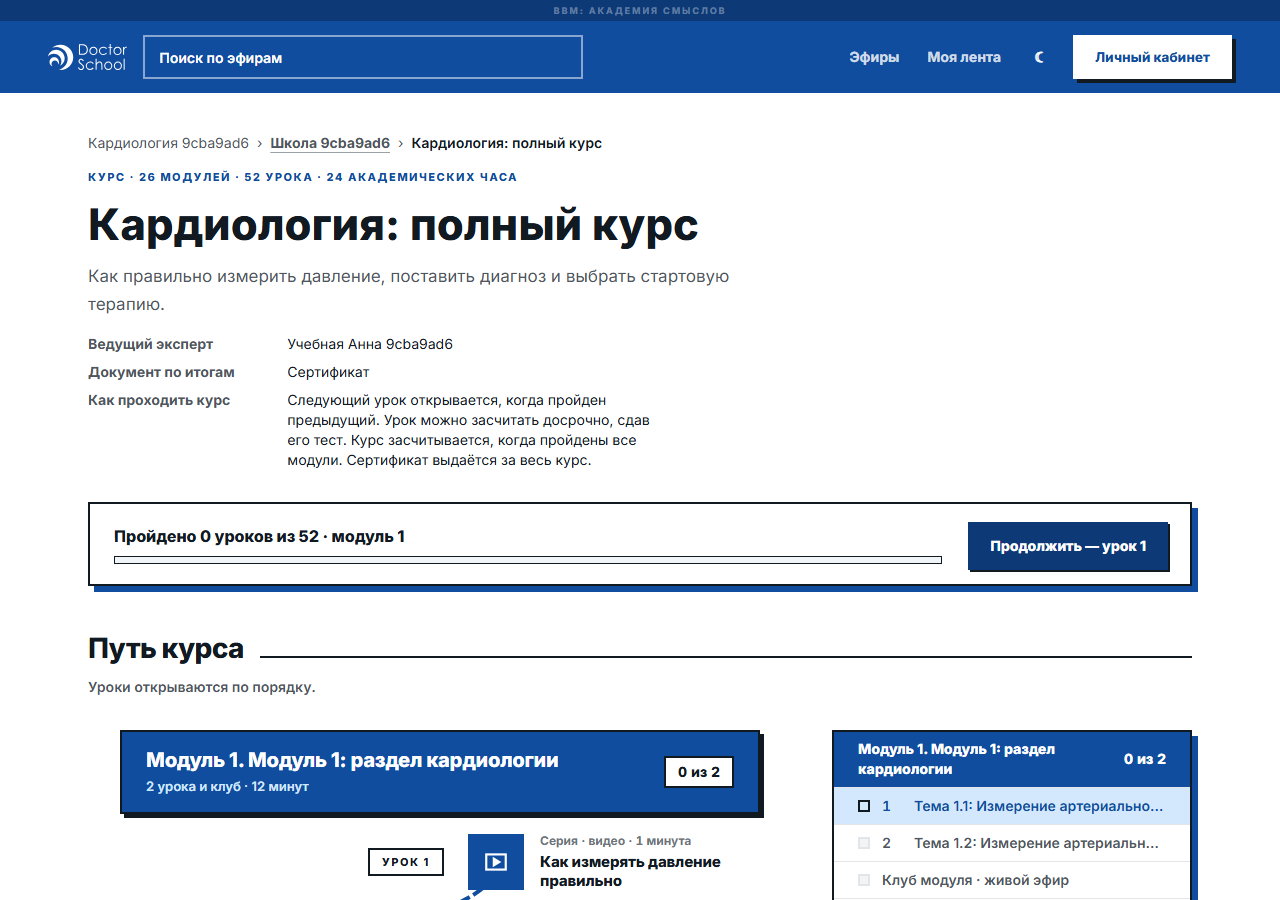 ВВМ: АКАДЕМИЯ СМЫСЛОВ
Doctor
School
Поиск по эфирам
Эфиры
Моя лента
Личный кабинет
Кардиология 9cba9ad6 › Школа 9cba9ad6 › Кардиология: полный курс
КУРС · 26 МОДУЛЕЙ · 52 УРОКА · 24 АКАДЕМИЧЕСКИХ ЧАСА
Кардиология: полный курс
Как правильно измерить давление, поставить диагноз и выбрать стартовую
терапию.
Ведущий эксперт
Учебная Анна 9cba9ad6
Документ по итогам
Сертификат
Как проходить курс
Следующий урок открывается, когда пройден
предыдущий. Урок можно засчитать досрочно, сдав
его тест. Курс засчитывается, когда пройдены все
модули. Сертификат выдаётся за весь курс.
Пройдено 0 уроков из 52 · модуль 1
Продолжить — урок 1
Путь курса
Уроки открываются по порядку.
Модуль 1. Модуль 1: раздел кардиологии
2 урока и клуб · 12 минут
0 из 2
УРОК 1
Серия · видео · 1 минута
Как измерять давление
правильно
Модуль 1. Модуль 1: раздел
кардиологии
0 из 2
1 Тема 1.1: Измерение артериально...
2 Тема 1.2: Измерение артериальн...
Клуб модуля · живой эфир